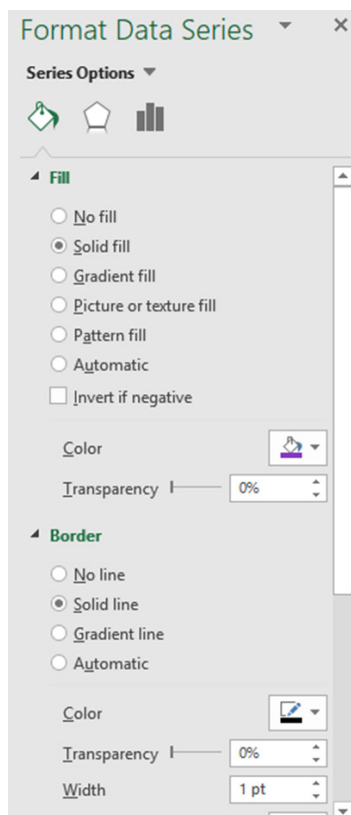 Format Data Series
Series Options
Fill
No fill
Solid fill
Gradient fill
Picture or texture fill
Pattern fill
Automatic
Invert if negative
Color
Transparency 0%
Border
No line
Solid line
Gradient line
Automatic
Color
Transparency 0%
Width 1 pt